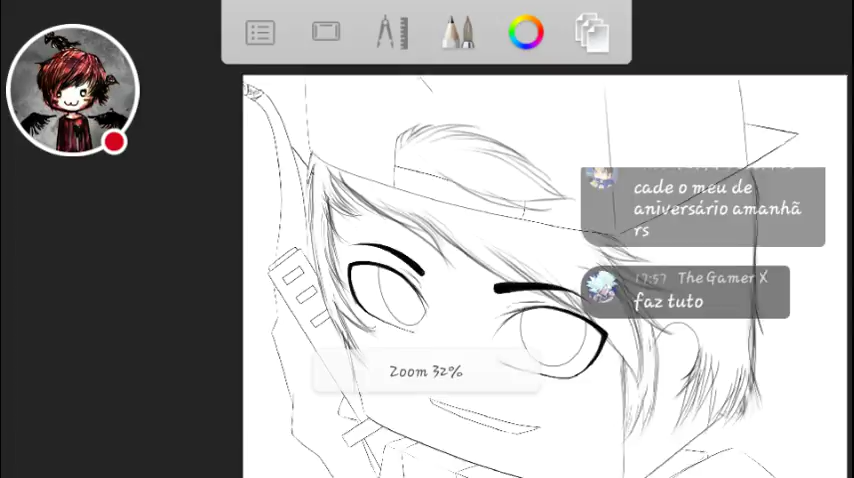 cade o meu de
aniversário amanhã
rs
17:57 The Gamer X
faz tuto
Zoom 32%